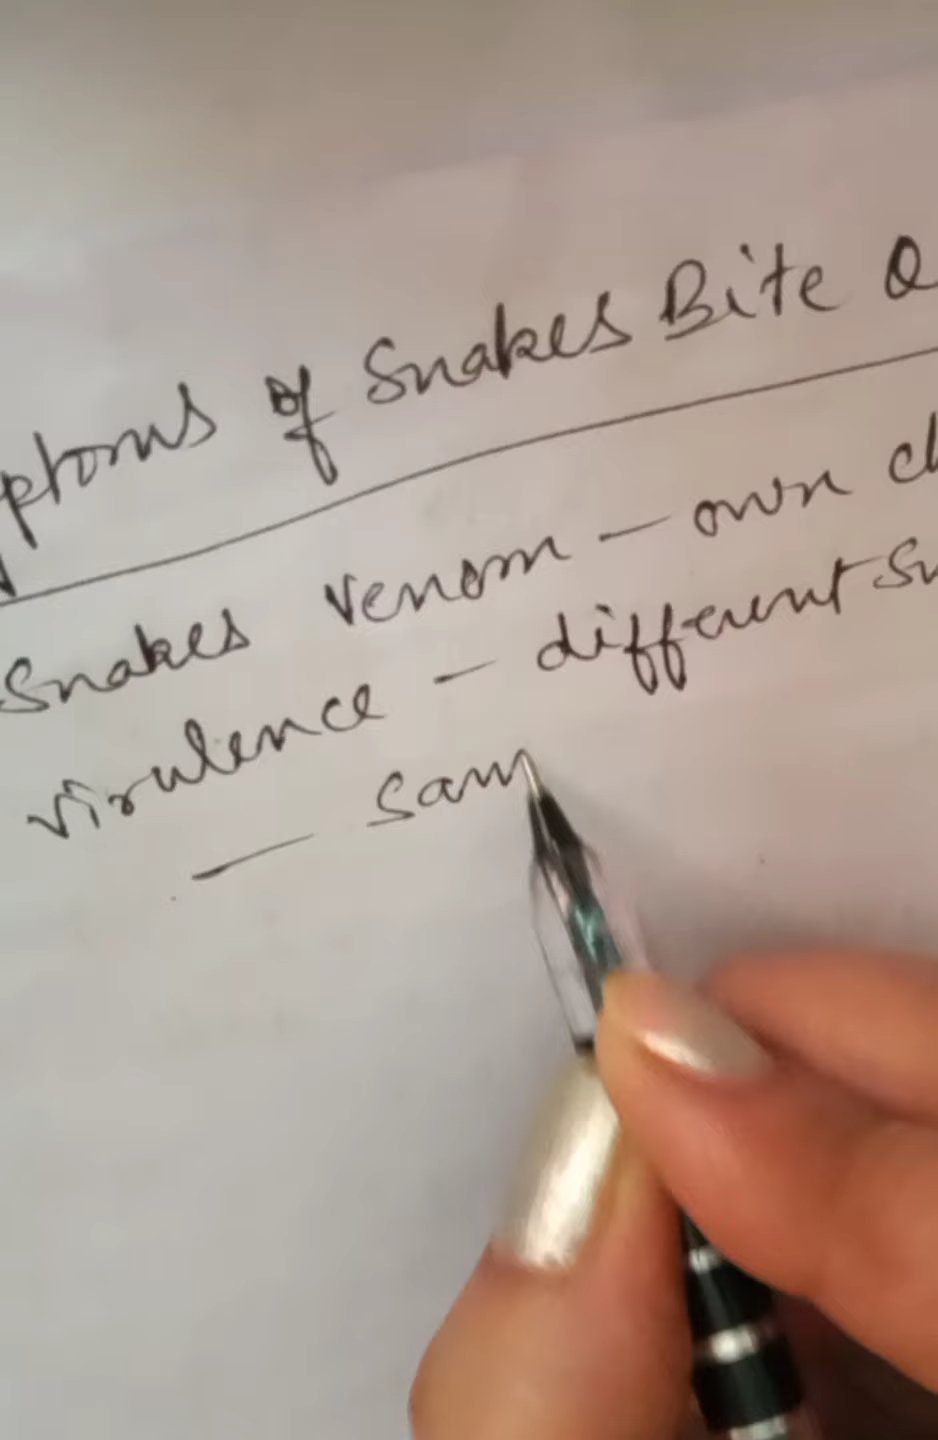 ptoms of Snakes Bite
Snakes Venom – own
virulence – different
– Sam